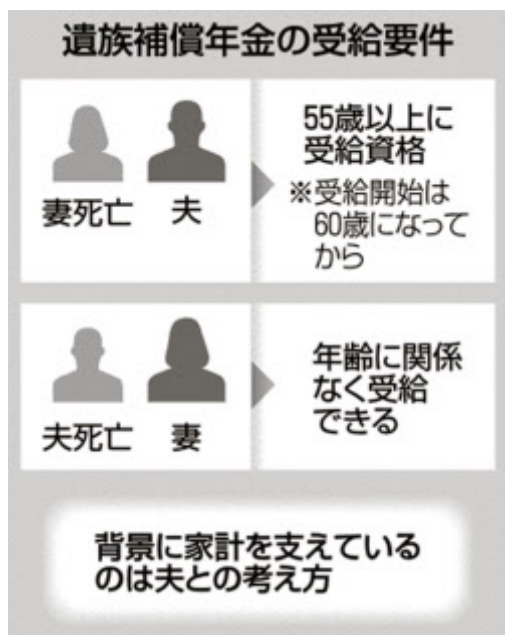 遺族補償年金の受給要件
妻死亡
夫
55歳以上に
受給資格
※受給開始は
60歳になって
から
夫死亡
妻
年齢に関係
なく受給
できる
背景に家計を支えている
のは夫との考え方